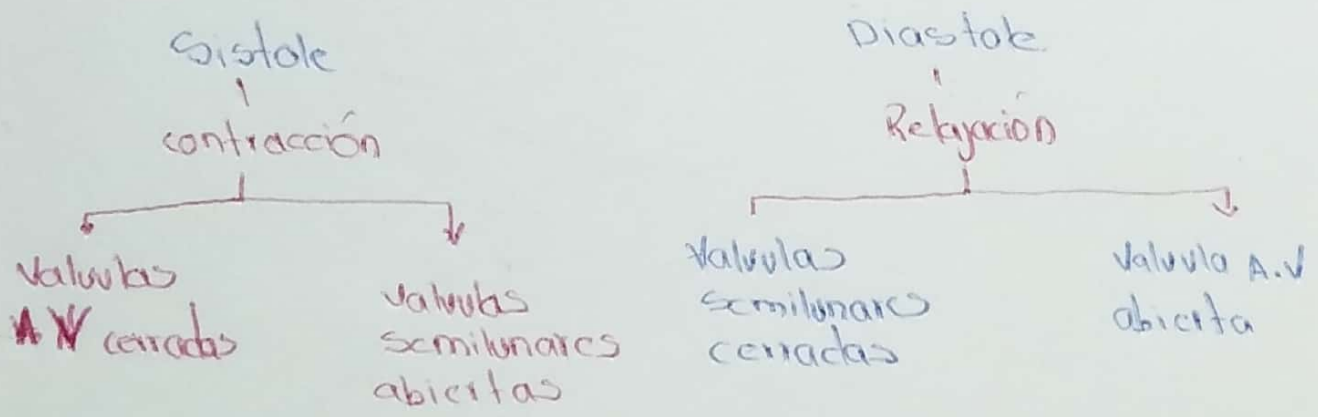 Sistole
contracción
Valvulas
AV cerradas
valvulas
semilunares
abiertas
Diastole
Relajación
Valvulas
semilunares
cerradas
Valvula A.V
abierta